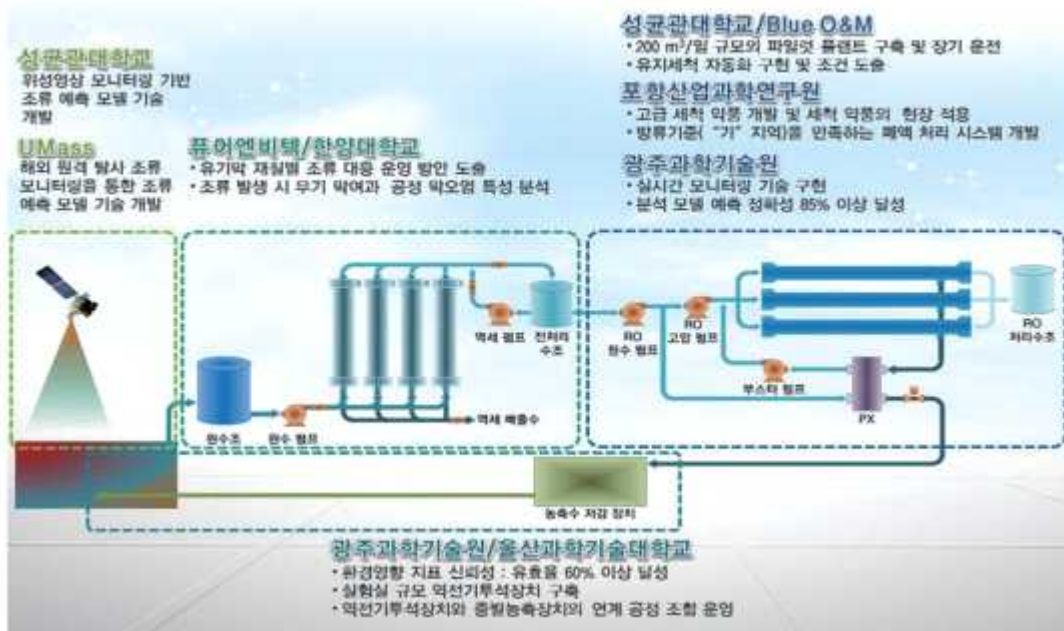 성균관대학교
위성영상 모니터링 기반
조류 예측 모델 기술
개발
UMass
해외 원격 탐사 조류
모니터링을 통한 조류
예측 모델 기술 개발
퓨어엔비텍/한양대학교
• 유기막 재실별 조류 대응 운영 방안 도출
• 조류 발생 시 무기 막여과 공정 막오염 특성 분석
성균관대학교/Blue O&M
• 200 m³/일 규모의 파일럿 플랜트 구축 및 장기 운전
• 유지세척 자동화 구현 및 조건 도출
포항산업과학연구원
• 고급 세척 약품 개발 및 세척 약품의 현장 적용
• 방류기준( "가" 지역)을 만족하는 폐액 처리 시스템 개발
광주과학기술원
• 실시간 모니터링 기술 구현
• 분석 모델 예측 정확성 85% 이상 달성
원수조
원수 펌프
역세 펌프
전처리
수조
역세 배출수
RO
원수 펌프
RO
고압 펌프
부스타 펌프
PX
RO
처리수조
농축수 저감 장치
광주과학기술원/울산과학기술대학교
• 환경영향 지표 신뢰성 : 유효율 60% 이상 달성
• 실험실 규모 역전기투석장치 구축
• 역전기투석장치와 증발농축장치의 연계 공정 조합 운영